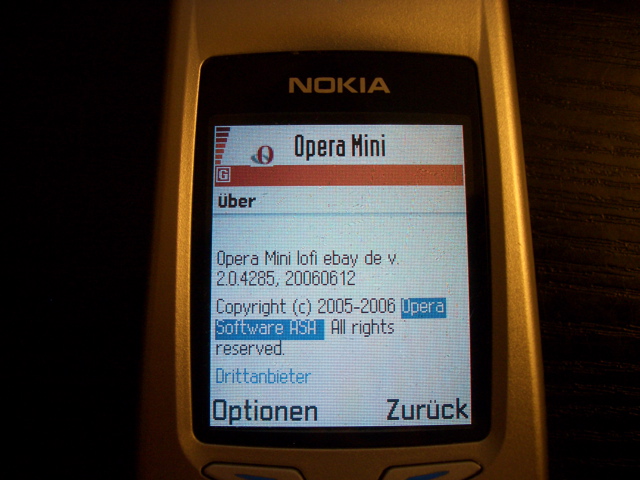 NOKIA
Opera Mini
G
über
Opera Mini lofi ebay de v.
2.0.4285, 20060612
Copyright (c) 2005-2006 Opera
Software ASA All rights
reserved.
Drittanbieter
Optionen Zurück